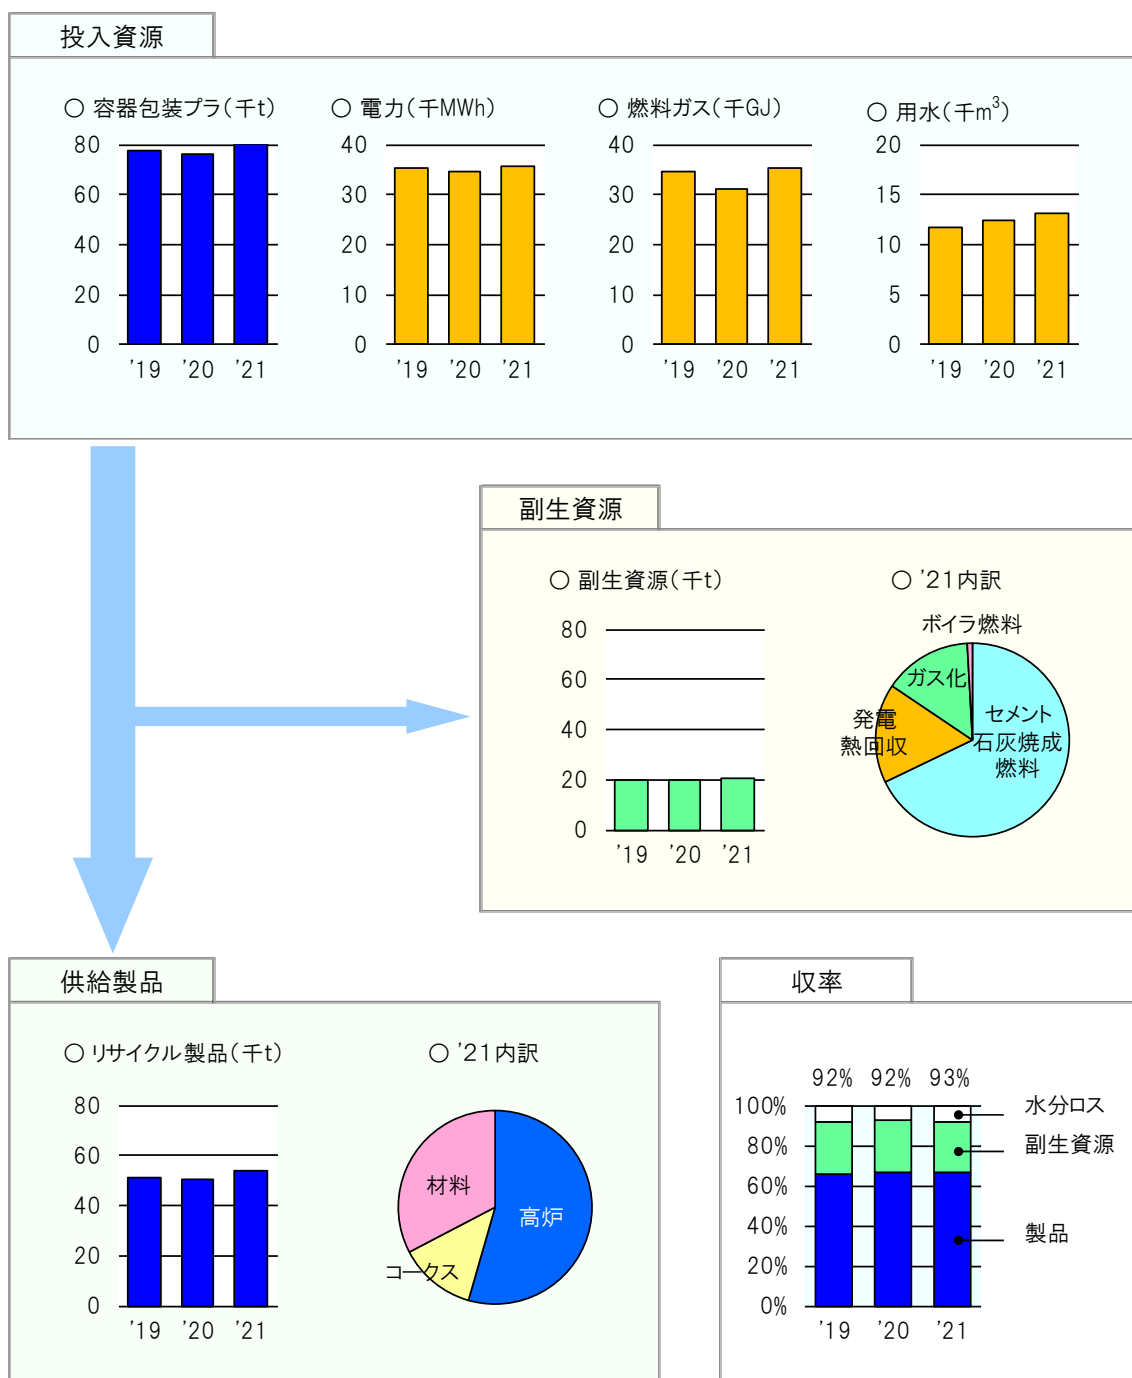 投入資源
○ 容器包装プラ(千t)
80
60
40
20
0
'19 '20 '21
○ 電力(千MWh)
40
30
20
10
0
'19 '20 '21
○ 燃料ガス(千GJ)
40
30
20
10
0
'19 '20 '21
○ 用水(千m³)
20
15
10
5
0
'19 '20 '21
副生資源
○ 副生資源(千t)
80
60
40
20
0
'19 '20 '21
○ '21内訳
ボイラ燃料
ガス化
発電
熱回収
セメント
石灰焼成
燃料
供給製品
○ リサイクル製品(千t)
80
60
40
20
0
'19 '20 '21
○ '21内訳
材料
高炉
コークス
収率
92% 92% 93%
100%
80%
60%
40%
20%
0%
'19 '20 '21
水分ロス
副生資源
製品